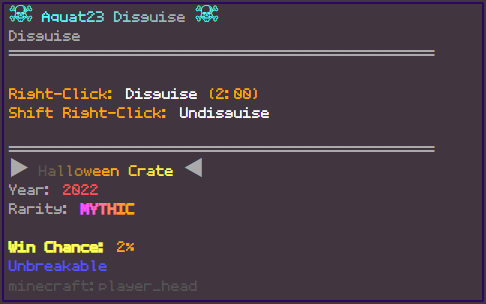 ☠ Aquat23 Disguise ☠
Disguise
Right-Click: Disguise (2:00)
Shift Right-Click: Undisguise
▶ Halloween Crate ◀
Year: 2022
Rarity: MYTHIC
Win Chance: 2%
Unbreakable
minecraft:player_head